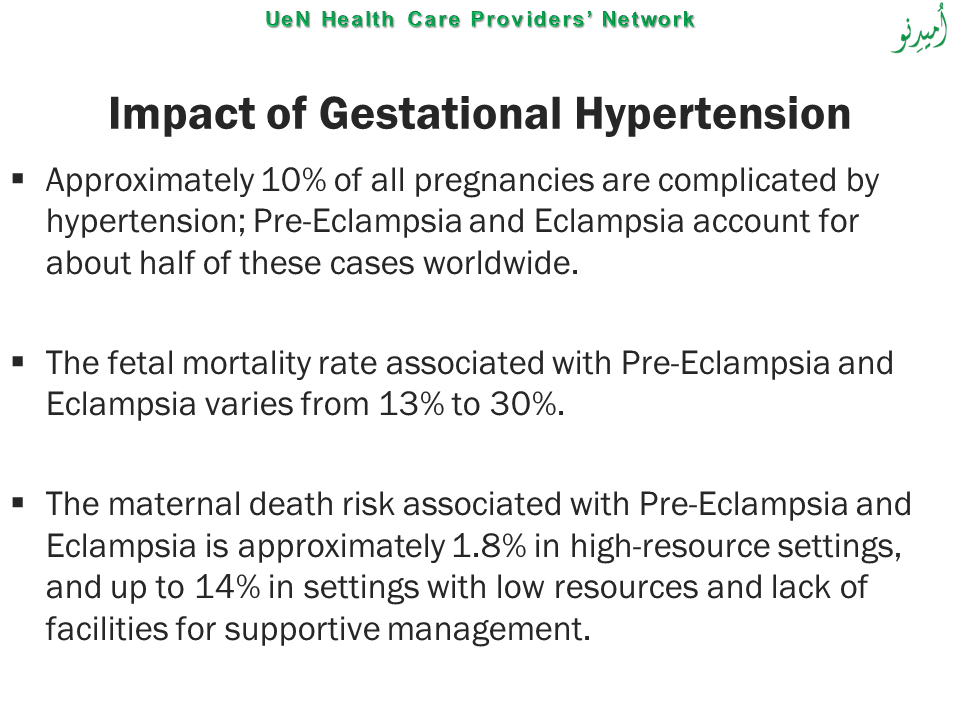 UeN Health Care Providers’ Network
اُمیدِنو
Impact of Gestational Hypertension
▪ Approximately 10% of all pregnancies are complicated by
hypertension; Pre-Eclampsia and Eclampsia account for
about half of these cases worldwide.
▪ The fetal mortality rate associated with Pre-Eclampsia and
Eclampsia varies from 13% to 30%.
▪ The maternal death risk associated with Pre-Eclampsia and
Eclampsia is approximately 1.8% in high-resource settings,
and up to 14% in settings with low resources and lack of
facilities for supportive management.